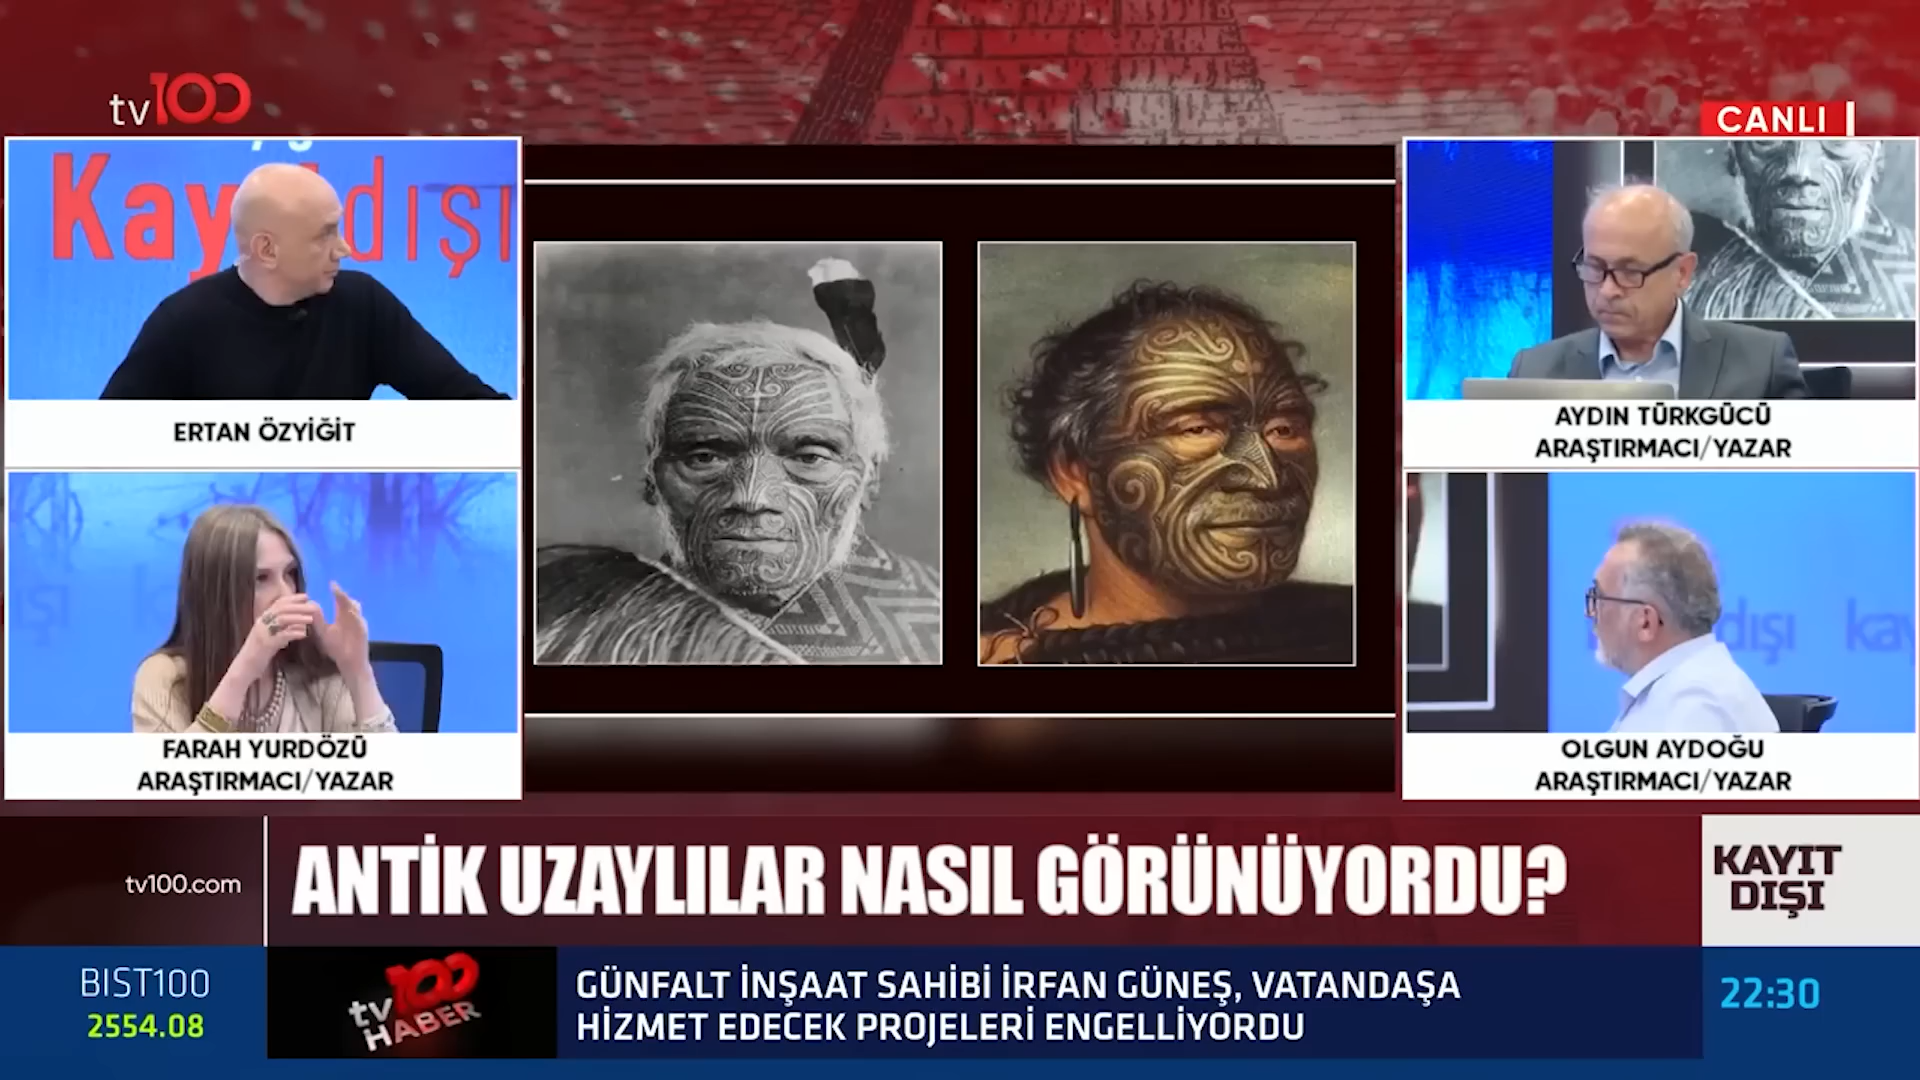 tv100
CANLI
Kayıtdışı
ERTAN ÖZYİĞİT
AYDIN TÜRKGÜCÜ
ARAŞTIRMACI/YAZAR
FARAH YURDÖZÜ
ARAŞTIRMACI/YAZAR
dışı
kay
OLGUN AYDOĞU
ARAŞTIRMACI/YAZAR
tv100.com
ANTİK UZAYLILAR NASIL GÖRÜNÜYORDU?
KAYIT
DIŞI
BIST100
2554.08
tv100
HABER
GÜNFALT İNŞAAT SAHİBİ İRFAN GÜNEŞ, VATANDAŞA
HİZMET EDECEK PROJELERİ ENGELLİYORDU
22:30